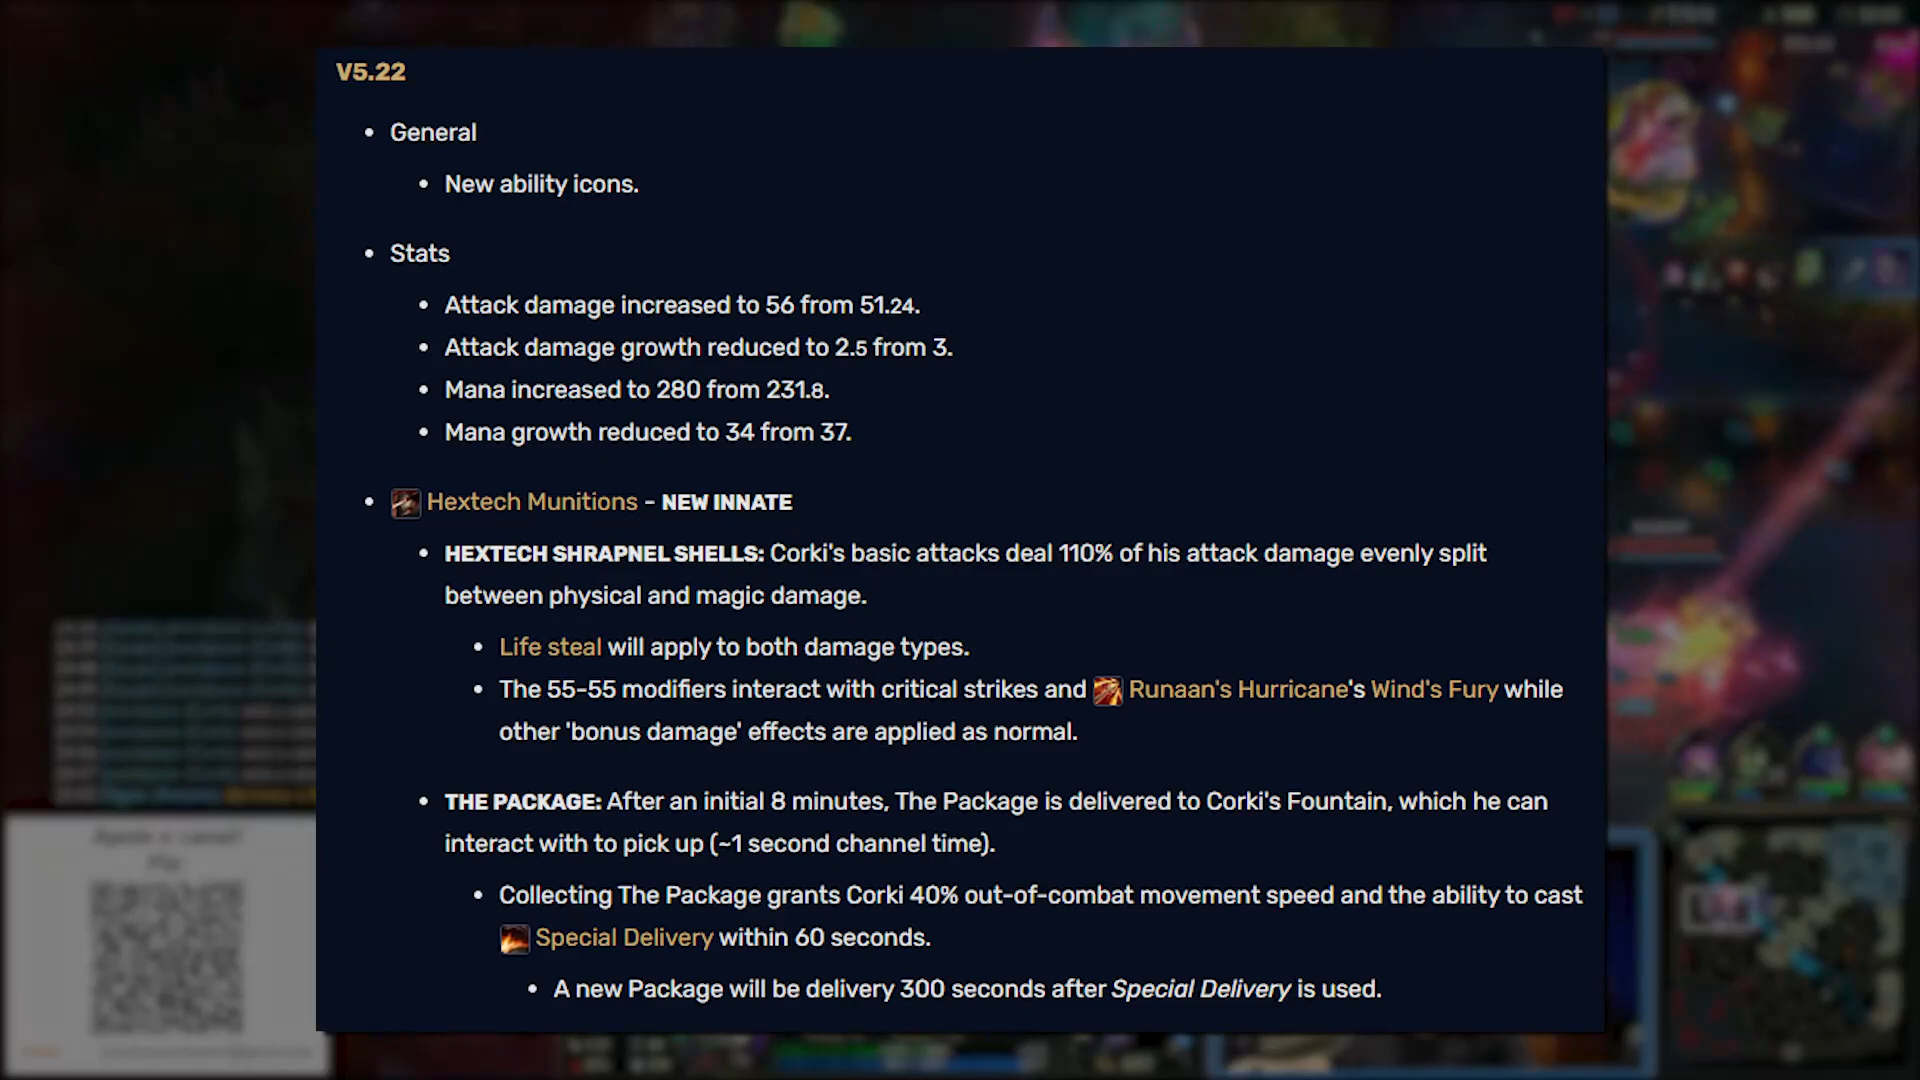 V5.22
• General
• New ability icons.
• Stats
• Attack damage increased to 56 from 51.24.
• Attack damage growth reduced to 2.5 from 3.
• Mana increased to 280 from 231.8.
• Mana growth reduced to 34 from 37.
• Hextech Munitions - NEW INNATE
• HEXTECH SHRAPNEL SHELLS: Corki's basic attacks deal 110% of his attack damage evenly split
between physical and magic damage.
• Life steal will apply to both damage types.
• The 55-55 modifiers interact with critical strikes and Runaan's Hurricane's Wind's Fury while
other 'bonus damage' effects are applied as normal.
• THE PACKAGE: After an initial 8 minutes, The Package is delivered to Corki's Fountain, which he can
interact with to pick up (~1 second channel time).
• Collecting The Package grants Corki 40% out-of-combat movement speed and the ability to cast
Special Delivery within 60 seconds.
• A new Package will be delivery 300 seconds after Special Delivery is used.